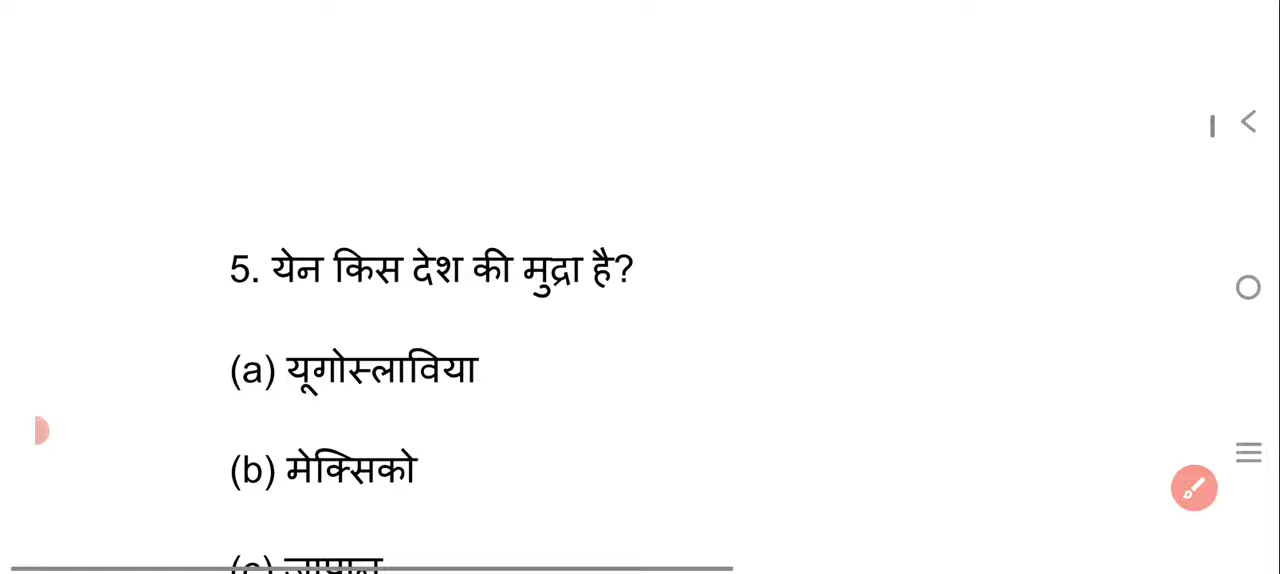 5. येन किस देश की मुद्रा है?
(a) यूगोस्लाविया
(b) मेक्सिको
(c) जापान